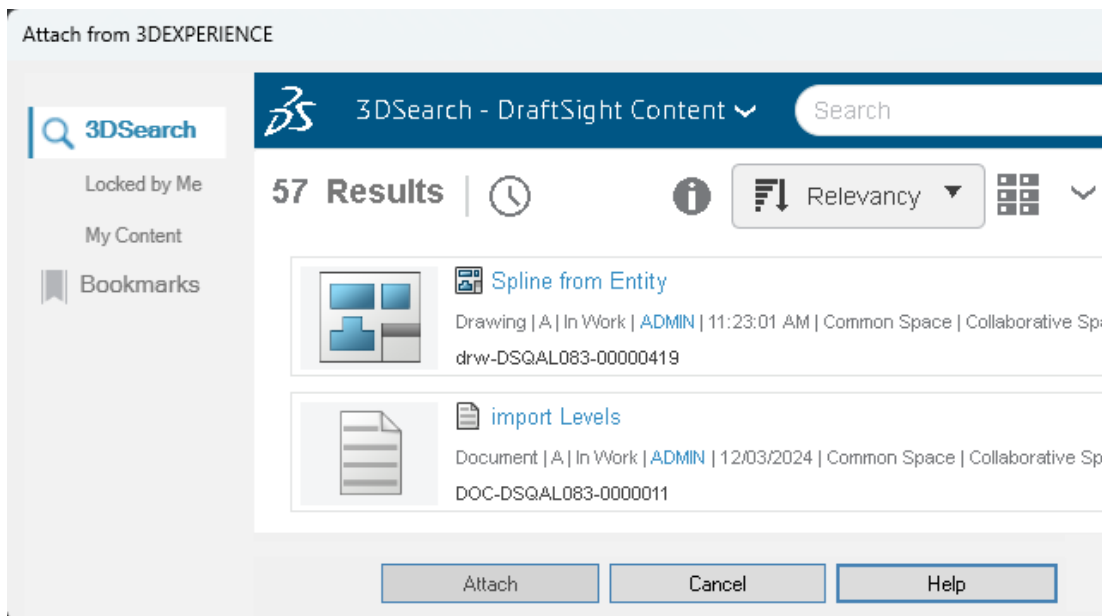 Attach from 3DEXPERIENCE
3DSearch
Locked by Me
My Content
Bookmarks
3DSearch - DraftSight Content
Search
57 Results
Relevancy
Spline from Entity
Drawing | A | In Work | ADMIN | 11:23:01 AM | Common Space | Collaborative Sp
drw-DSQAL083-00000419
import Levels
Document | A | In Work | ADMIN | 12/03/2024 | Common Space | Collaborative Sp
DOC-DSQAL083-0000011
Attach
Cancel
Help